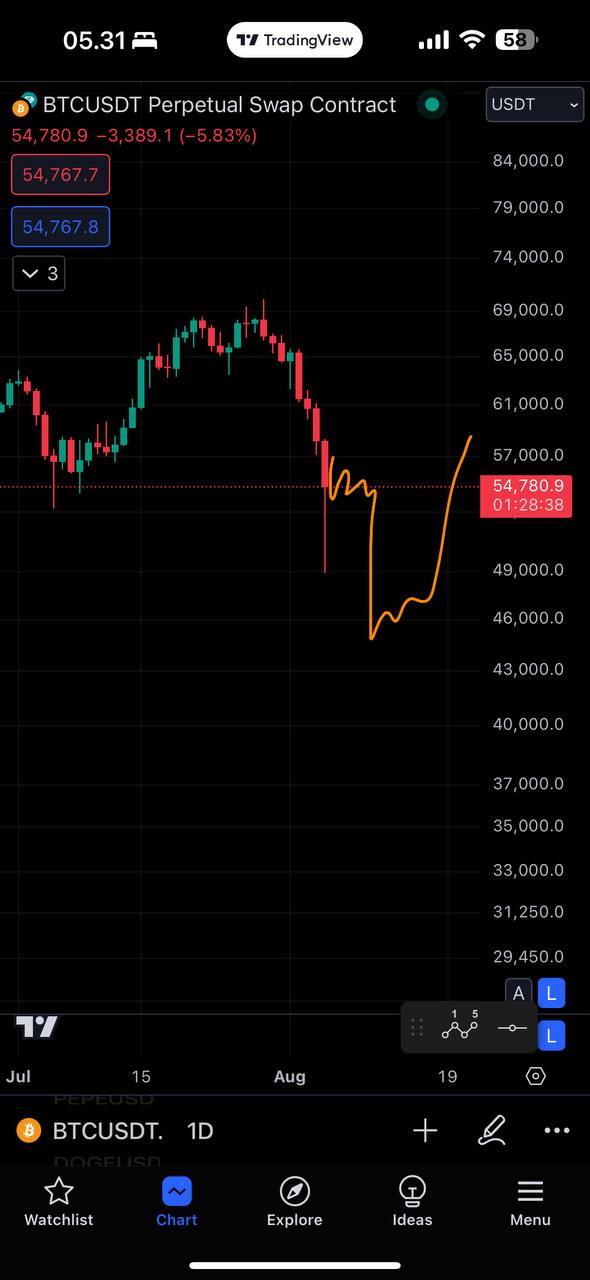 05.31
TradingView
58
BTCUSDT Perpetual Swap Contract
USDT
54,780.9 −3,389.1 (−5.83%)
54,767.7
54,767.8
3
84,000.0
79,000.0
74,000.0
69,000.0
65,000.0
61,000.0
57,000.0
54,780.9
01:28:38
49,000.0
46,000.0
43,000.0
40,000.0
37,000.0
35,000.0
33,000.0
31,250.0
29,450.0
A L
1 5
L
Jul 15 Aug 19
PEPEUSD
BTCUSDT. 1D
DOGEUSD
Watchlist Chart Explore Ideas Menu